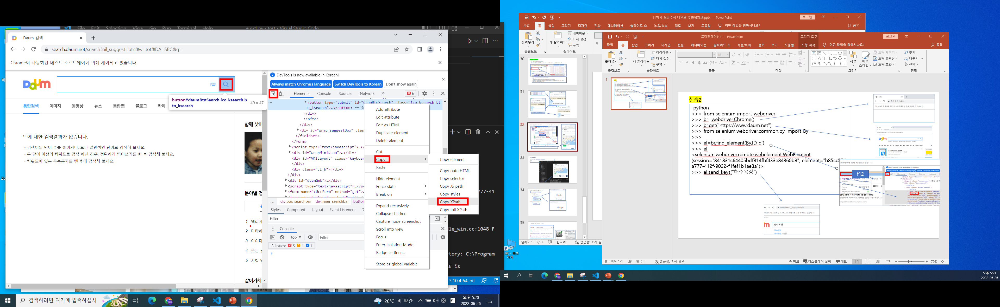 File Edit Selection View Go Run Terminal Help
● ex1.py - test - Visual Studio Code
– Daum 검색
search.daum.net/search?nil_suggest=btn&w=tot&DA=SBC&q=
Chrome이 자동화된 테스트 소프트웨어에 의해 제어되고 있습니다.
Daum
button#daumBtnSearch.ico_ksearch.b
tn_ksearch
49 × 47
통합검색 이미지 동영상 뉴스 통합웹 블로그 카페
'' 에 대한 검색결과가 없습니다.
• 검색어의 단어 수를 줄이거나, 보다 일반적인 단어로 검색해 보세요.
• 두 단어 이상의 키워드로 검색 하신 경우, 정확하게 띄어쓰기를 한 후 검색해 보세요.
• 키워드에 있는 특수문자를 뺀 후에 검색해 보세요.
함께 찾아
분야별 검
1 엘리자
2 마타하
3 아이다
4 웃는 남
5 지킬 앤
같이가치
DevTools is now available in Korean!
Always match Chrome's language
Switch DevTools to Korean
Don't show again
Elements Console Sources Network » 6
<button type="submit" id="daumBtnSearch" class="ico_ksearch bt
n_ksearch">…</button> == $0
</div>
::after
</div>
<div id="wrap_suggestBox" clas
</fieldset>
</form>
<script type="text/javascript">…</
<div id="wrapMinidaum"></div>
<div id="VKILayout" class="keyboar
</div>
<div class="cl_b"></div>
</div>
<div id="daumGnb">…</div>
<script type="text/javascript">…</sc
<form name="cUccForm" method="get">…
… div.box_searchbar div.inner_searchbar button
Styles Computed Layout Event Listeners D
Filter
Console
top ▼ Filter
8 Issues: 6 1 1
Add attribute
Edit attribute
Edit as HTML
Duplicate element
Delete element
Cut
Copy
Paste
Hide element
Force state
Break on
Expand recursively
Collapse children
Capture node screenshot
Scroll into view
Focus
Enter Isolation Mode
Badge settings...
Store as global variable
Copy element
Copy outerHTML
Copy selector
Copy JS path
Copy styles
Copy XPath
Copy full XPath
777-41
dle_win.cc:1048 F
ctory: C:\Program
LE is
3.10.4 64-bit
검색하려면 여기에 입력하십시
26°C 비 약간
오후 5:20
2022-06-26
11차시_오류수정 미완료-맞춤법체크.pptx - PowerPoint
로그인
파일 홈 삽입 그리기 디자인 전환 애니메이션 슬라이드 쇼 녹음/녹화 검토 보기 도움말 어떤 작업을 원하시나요? 공유
붙여넣기
새 슬라이드
레이아웃
다시 설정
구역
클립보드 슬라이드
30
31
32
33
34
35
슬라이드 32/37 한국어 접근성: 조사 필
프레젠테이션1 - PowerPoint
그리기 도구
로그인
파일 홈 삽입 그리기 디자인 전환 애니메이션 슬라이드 쇼 녹음/녹화 검토 보기 도움말 도형 서식 어떤 작업을 원하시나요? 공유
붙여넣기
새 슬라이드
레이아웃
다시 설정
구역
18
정렬
빠른
스타일
도형 채우기
도형 윤곽선
도형 효과
찾기
바꾸기
선택
클립보드 슬라이드 글꼴 단락 그리기 편집
1
실습2
python
>>> from selenium import webdriver
>>> br=webdriver.Chrome()
>>> br.get("https://www.daum.net")
>>> from selenium.webdriver.common.by import By
>>>
>>> el=br.find_element(By.ID,'q')
>>> el
<selenium.webdriver.remote.webelement.WebElement
(session="841831c64405bdf814fbf433e84360b8", element="b85cc554-
a777-412f-9022-f1fef1b1ae3a")>
>>> el.send_keys("해수욕장")
f12
해수욕장
슬라이드 1/1 한국어 접근성: 조사 필요
메모 디스플레이 설정 메모 79%
PC - 바로
가기
오후 5:21
2022-06-26